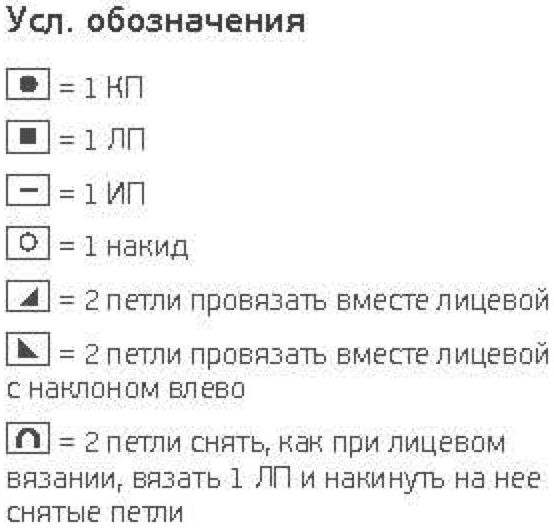 Усл. обозначения
= 1 КП
= 1 ЛП
= 1 ИП
= 1 накид
= 2 петли провязать вместе лицевой
= 2 петли провязать вместе лицевой
с наклоном влево
= 2 петли снять, как при лицевом
вязании, вязать 1 ЛП и накинуть на нее
снятые петли